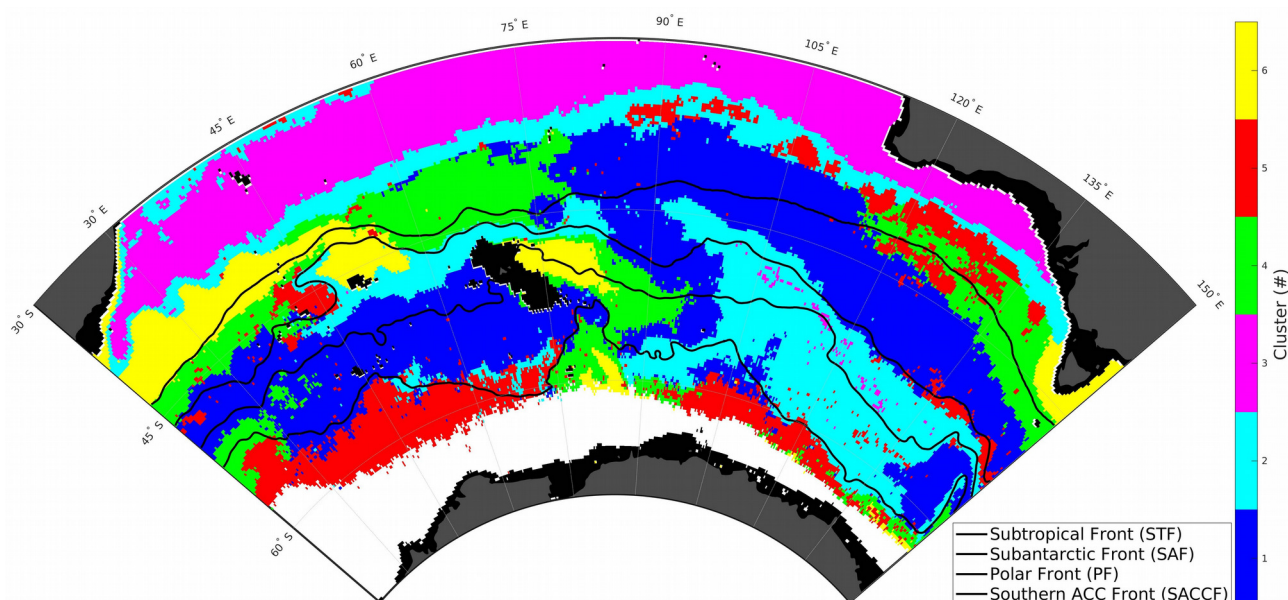 90° E
75° E
105° E
60° E
120° E
45° E
135° E
30° E
150° E
30° S
45° S
60° S
6
5
4
3
2
1
Cluster (#)
Subtropical Front (STF)
Subantarctic Front (SAF)
Polar Front (PF)
Southern ACC Front (SACCF)